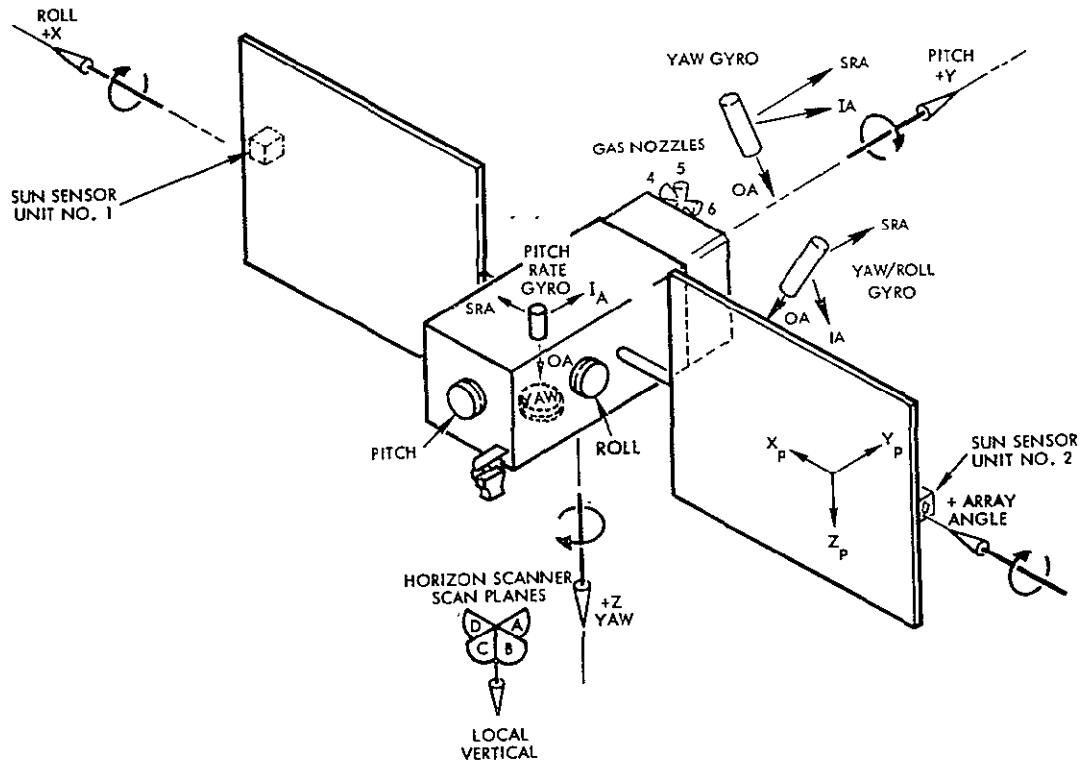 ROLL
+X
SUN SENSOR
UNIT NO. 1
YAW GYRO
SRA
IA
OA
PITCH
+Y
GAS NOZZLES
4
5
6
SRA
YAW/ROLL
GYRO
OA
IA
PITCH
RATE
GYRO
SRA
IA
OA
YAW
PITCH
ROLL
XP
YP
ZP
SUN SENSOR
UNIT NO. 2
+ ARRAY
ANGLE
HORIZON SCANNER
SCAN PLANES
D
A
C
B
+Z
YAW
LOCAL
VERTICAL